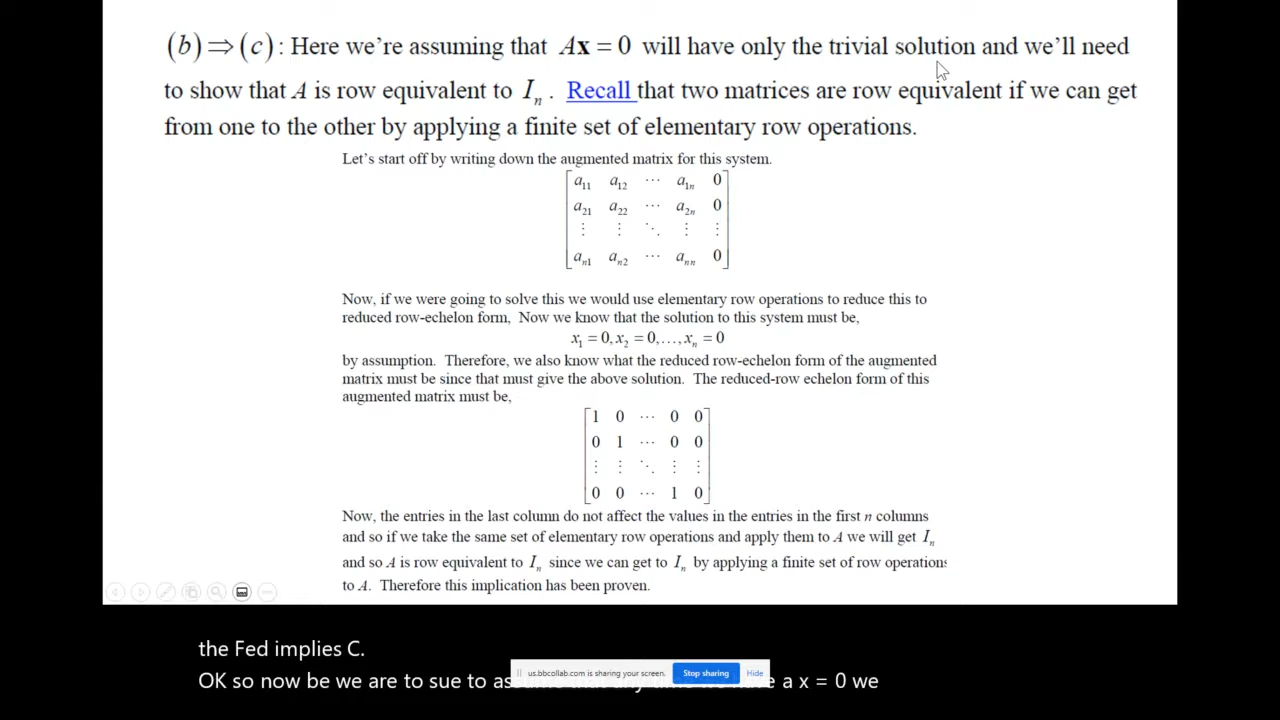 (b) ⇒ (c) : Here we're assuming that Ax = 0 will have only the trivial solution and we'll need
to show that A is row equivalent to Iₙ . Recall that two matrices are row equivalent if we can get
from one to the other by applying a finite set of elementary row operations.
Let's start off by writing down the augmented matrix for this system.
a₁₁ a₁₂ ⋯ a₁ₙ 0
a₂₁ a₂₂ ⋯ a₂ₙ 0
⋮ ⋮ ⋱ ⋮ ⋮
aₙ₁ aₙ₂ ⋯ aₙₙ 0
Now, if we were going to solve this we would use elementary row operations to reduce this to
reduced row-echelon form, Now we know that the solution to this system must be,
x₁ = 0, x₂ = 0, …, xₙ = 0
by assumption. Therefore, we also know what the reduced row-echelon form of the augmented
matrix must be since that must give the above solution. The reduced-row echelon form of this
augmented matrix must be,
1 0 ⋯ 0 0
0 1 ⋯ 0 0
⋮ ⋮ ⋱ ⋮ ⋮
0 0 ⋯ 1 0
Now, the entries in the last column do not affect the values in the entries in the first n columns
and so if we take the same set of elementary row operations and apply them to A we will get Iₙ
and so A is row equivalent to Iₙ since we can get to Iₙ by applying a finite set of row operations
to A. Therefore this implication has been proven.
the Fed implies C.
OK so now be we are to sue to a x = 0 we
us.bbcollab.com is sharing your screen. Stop sharing Hide